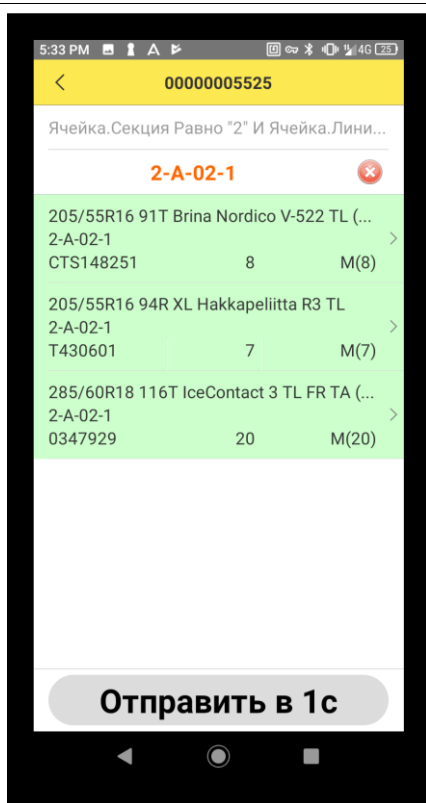 5:33 PM 4G 25
00000005525
Ячейка.Секция Равно "2" И Ячейка.Лини...
2-A-02-1
205/55R16 91T Brina Nordico V-522 TL (...
2-A-02-1
CTS148251 8 М(8)
205/55R16 94R XL Hakkapeliitta R3 TL
2-A-02-1
T430601 7 М(7)
285/60R18 116T IceContact 3 TL FR TA (...
2-A-02-1
0347929 20 М(20)
Отправить в 1с